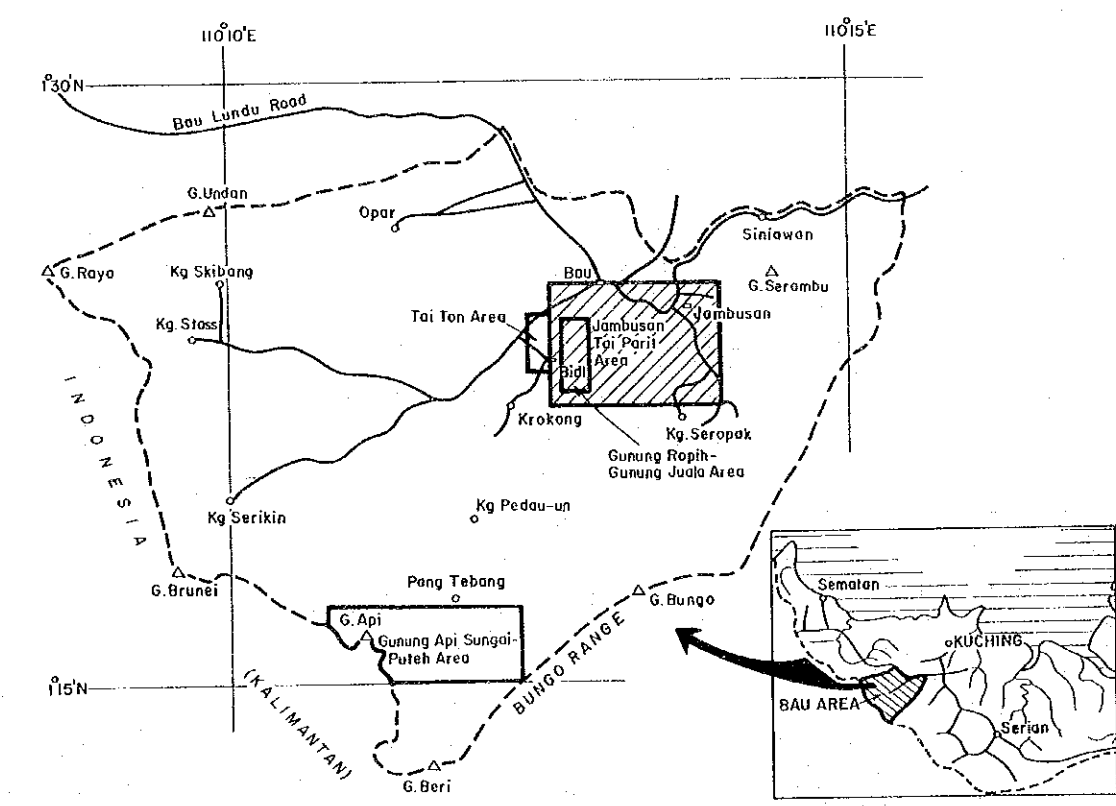 110°10'E
110°15'E
1°30'N
Bau Lundu Road
G.Undan
Opar
Siniawan
G.Raya
Kg Skibang
Bau
G.Serambu
Tai Ton Area
Jambusan
Jambusan
Tai Parit
Area
Kg. Stass
Bidi
Krokong
Kg.Seropak
Gunung Ropih-
Gunung Juala Area
INDONESIA
Kg Serikin
Kg Pedau-un
G.Brunei
Pang Tebang
G.Bungo
G.Api
Gunung Api Sungai-
Puteh Area
BUNGO RANGE
1°15'N
(KALIMANTAN)
G.Beri
Sematan
KUCHING
BAU AREA
Serian